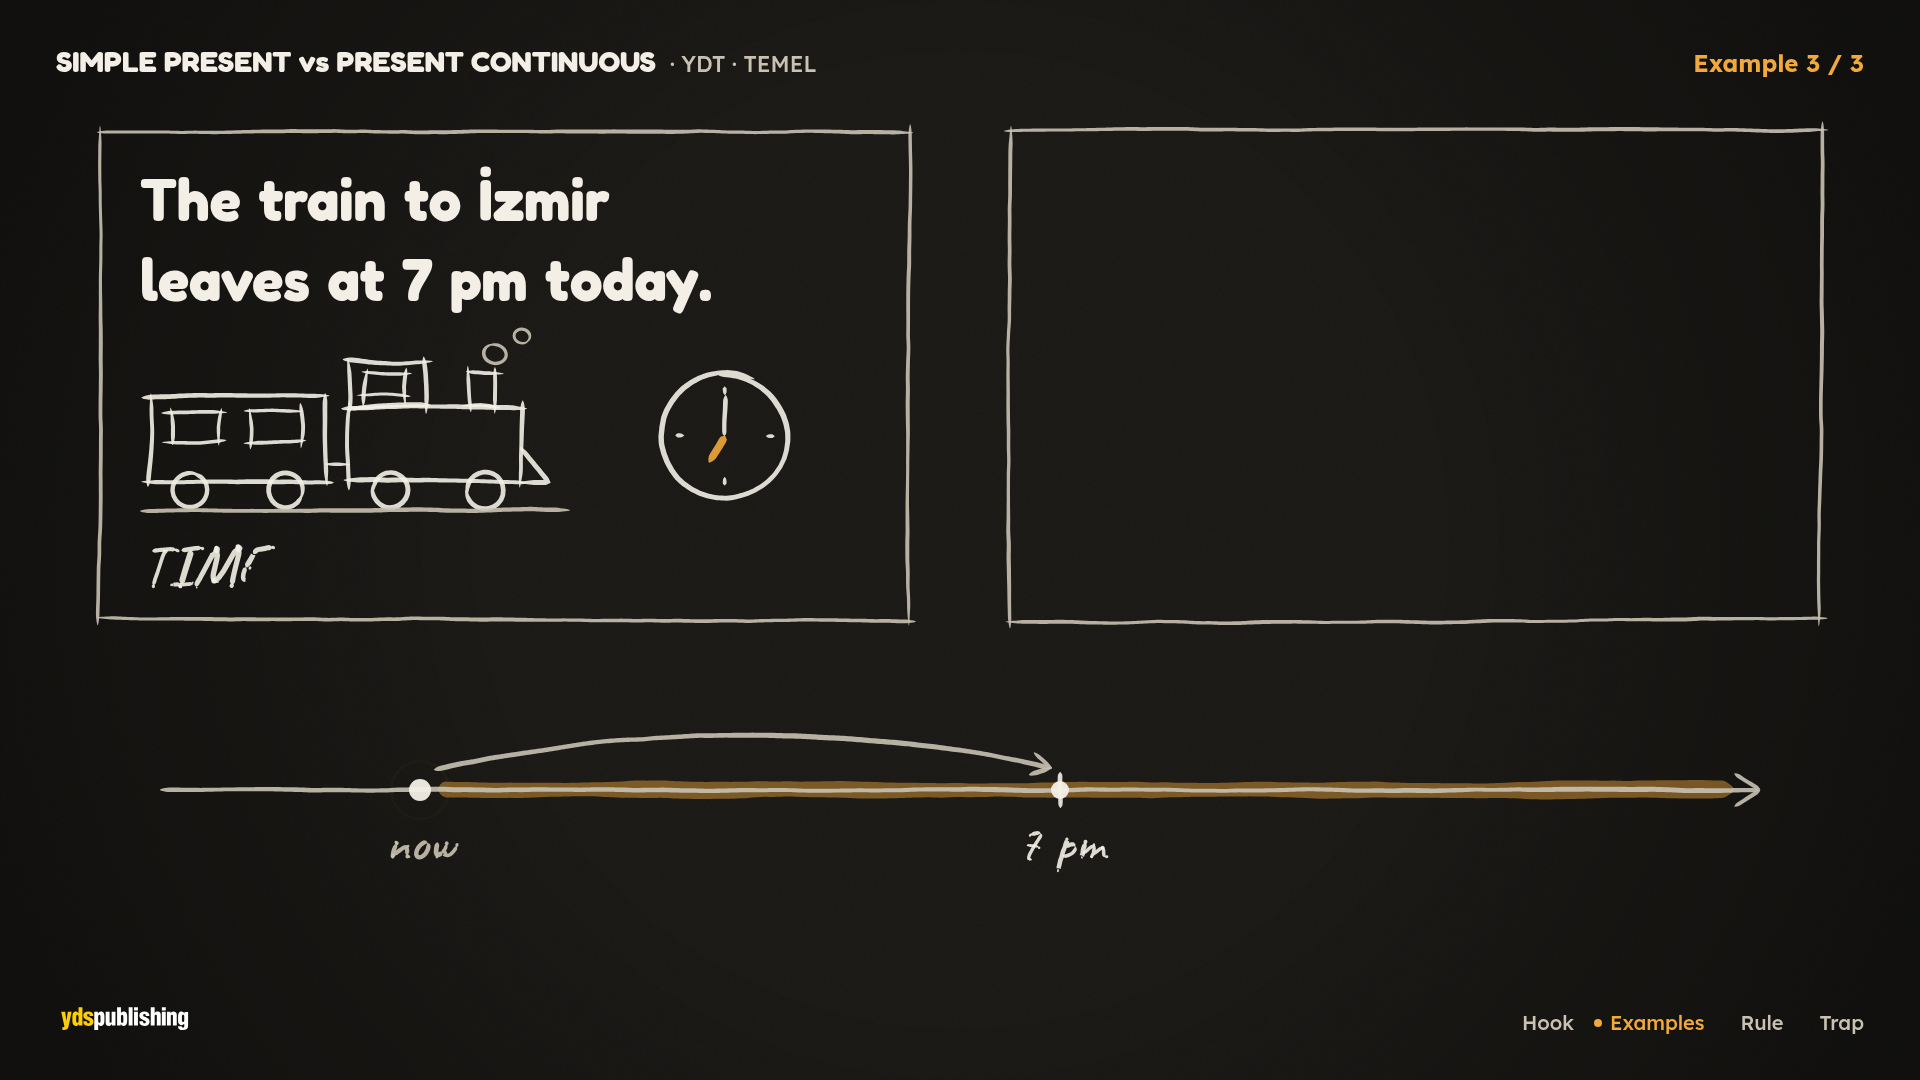 SIMPLE PRESENT vs PRESENT CONTINUOUS · YDT · TEMEL
Example 3 / 3
The train to İzmir
leaves at 7 pm today.
now
7 pm
ydspublishing
Hook • Examples Rule Trap